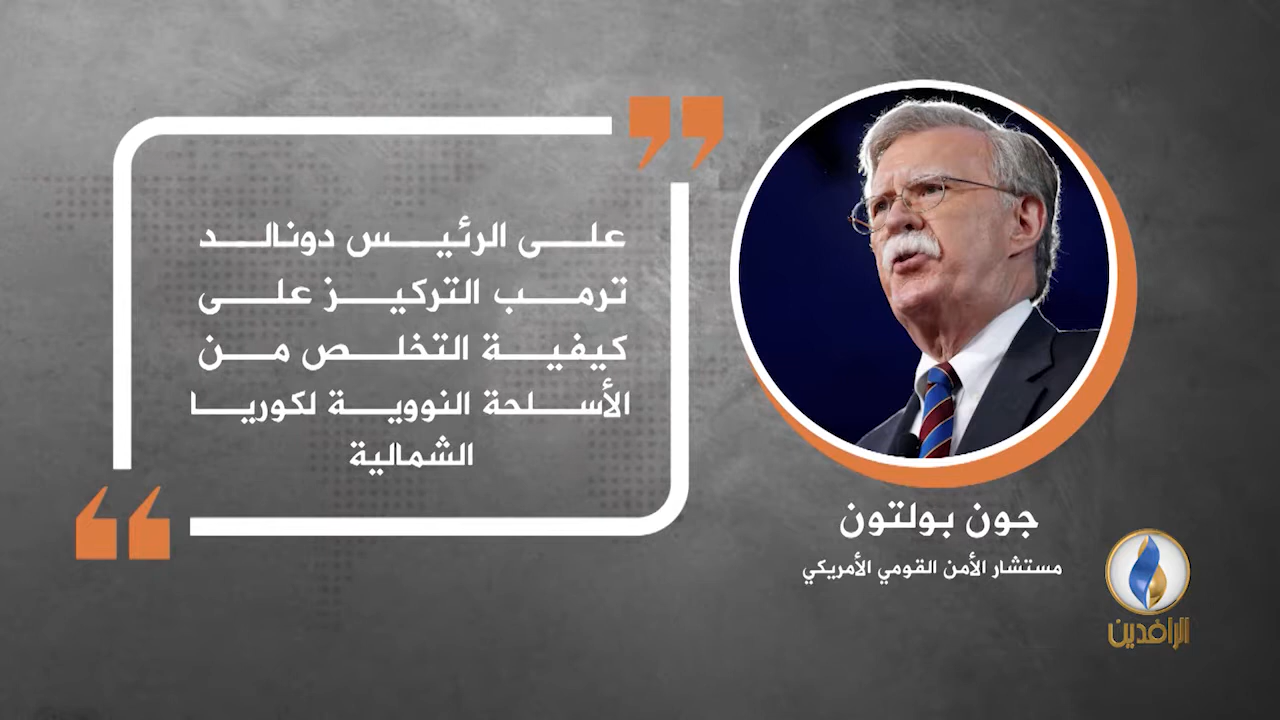 على الرئيس دونالد
ترمب التركيز على
كيفية التخلص من
الأسلحة النووية لكوريا
الشمالية
جون بولتون
مستشار الأمن القومي الأمريكي
الرافدين